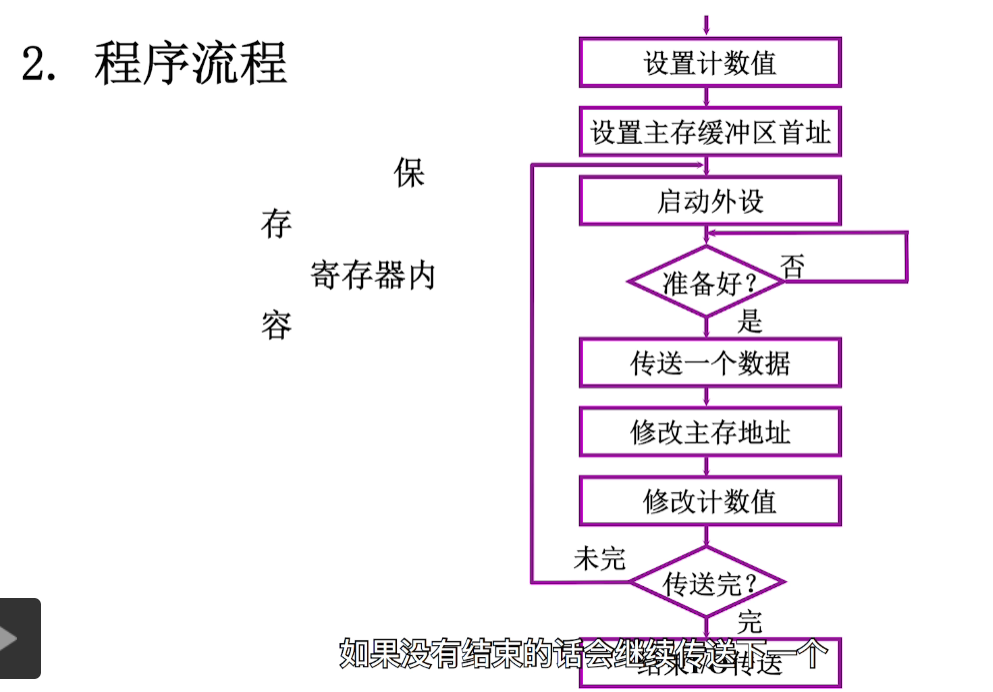 2. 程序流程
保
存
寄存器内
容
设置计数值
设置主存缓冲区首址
启动外设
准备好?
否
是
传送一个数据
修改主存地址
修改计数值
未完
传送完?
完
结束I/O传送
如果没有结束的话会继续传送下一个